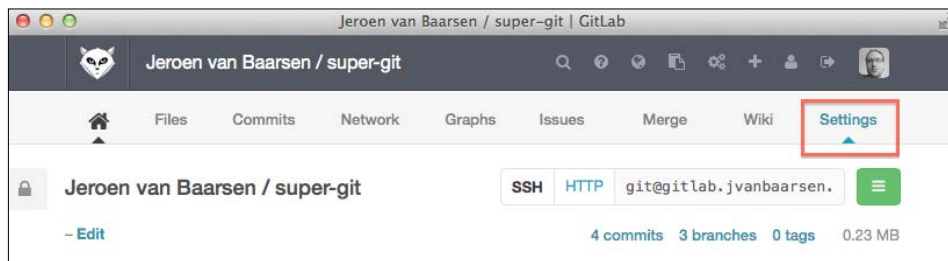 Jeroen van Baarsen / super-git | GitLab
Jeroen van Baarsen / super-git
Files Commits Network Graphs Issues Merge Wiki Settings
Jeroen van Baarsen / super-git SSH HTTP git@gitlab.jvanbaarsen.
– Edit 4 commits 3 branches 0 tags 0.23 MB